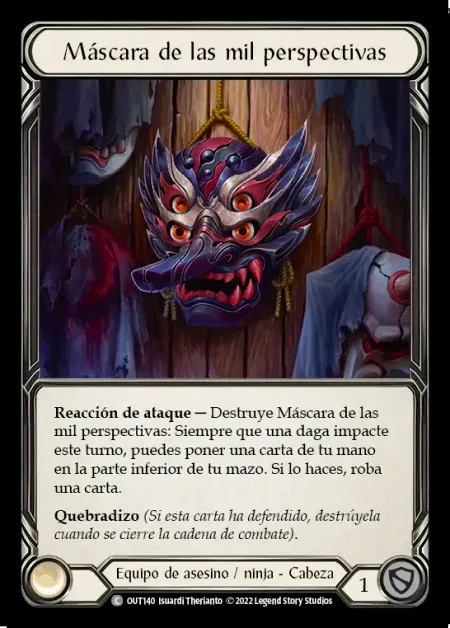 Máscara de las mil perspectivas
Reacción de ataque — Destruye Máscara de las
mil perspectivas: Siempre que una daga impacte
este turno, puedes poner una carta de tu mano
en la parte inferior de tu mazo. Si lo haces, roba
una carta.
Quebradizo (Si esta carta ha defendido, destrúyela
cuando se cierre la cadena de combate).
Equipo de asesino / ninja - Cabeza
1
C OUT140 Isuardi Therianto © 2022 Legend Story Studios